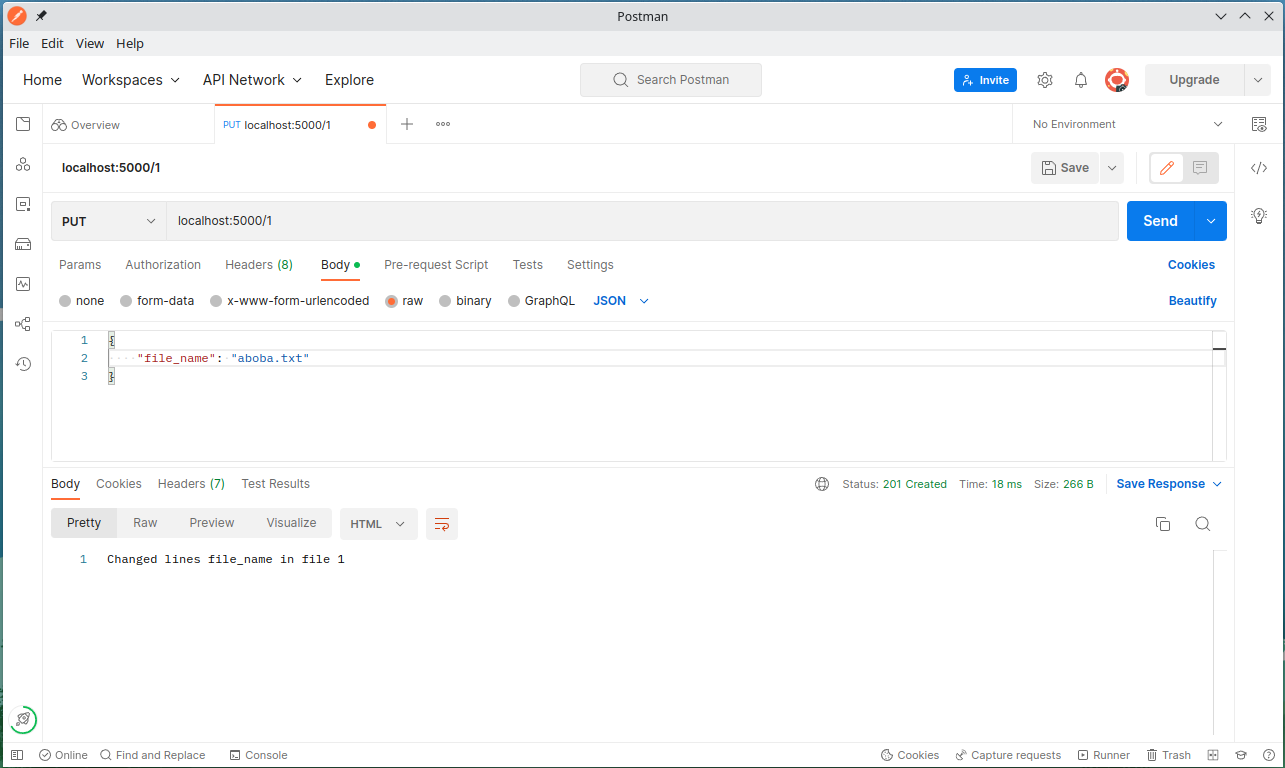 Postman
File Edit View Help
Home Workspaces API Network Explore Search Postman Invite Upgrade
Overview PUT localhost:5000/1 No Environment
localhost:5000/1 Save
PUT localhost:5000/1 Send
Params Authorization Headers (8) Body Pre-request Script Tests Settings Cookies
none form-data x-www-form-urlencoded raw binary GraphQL JSON Beautify
1 {
2 "file_name": "aboba.txt"
3 }
Body Cookies Headers (7) Test Results Status: 201 Created Time: 18 ms Size: 266 B Save Response
Pretty Raw Preview Visualize HTML
1 Changed lines file_name in file 1
Online Find and Replace Console Cookies Capture requests Runner Trash